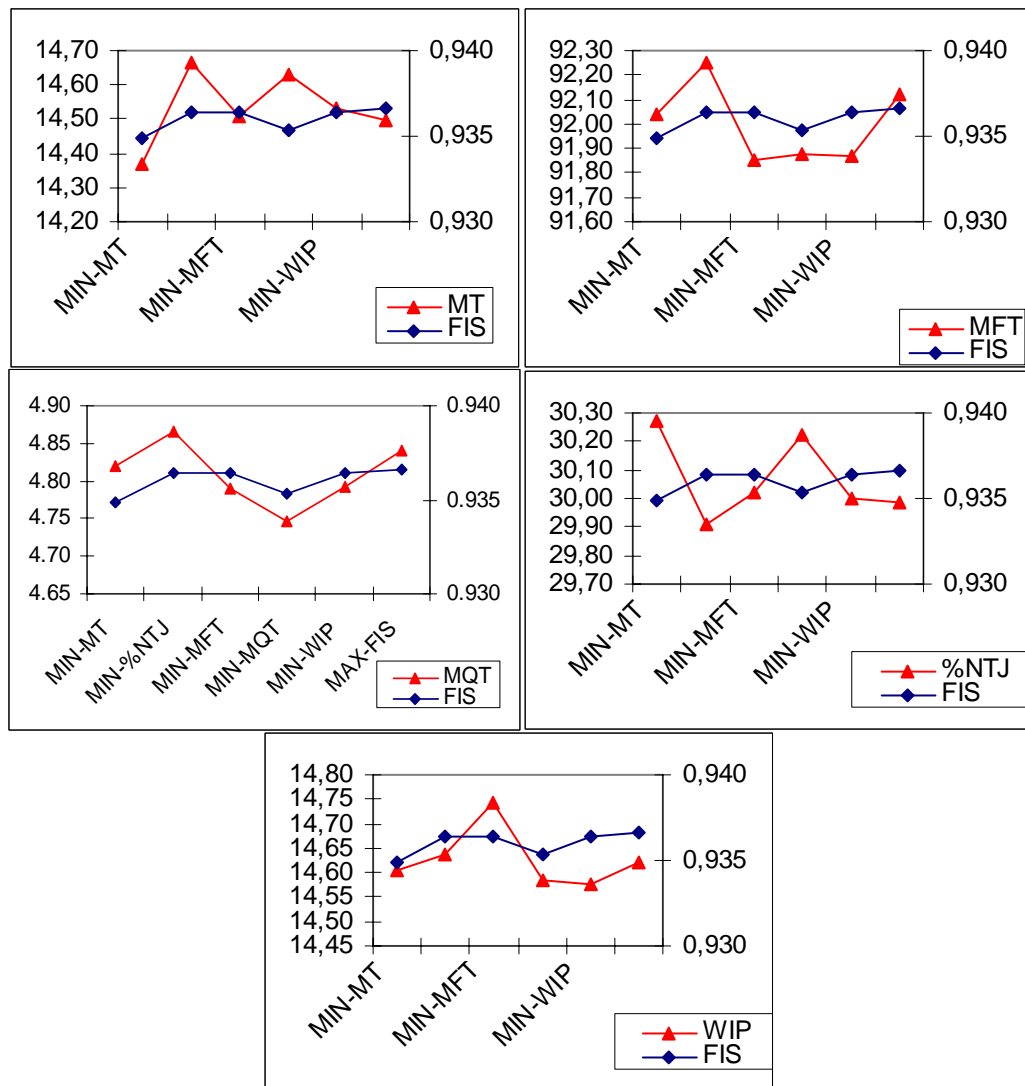 14,70
14,60
14,50
14,40
14,30
14,20
0,940
0,935
0,930
MIN-MT
MIN-MFT
MIN-WIP
MT
FIS
92,30
92,20
92,10
92,00
91,90
91,80
91,70
91,60
0,940
0,935
0,930
MIN-MT
MIN-MFT
MIN-WIP
MFT
FIS
4.90
4.85
4.80
4.75
4.70
4.65
0.940
0.935
0.930
MIN-MT
MIN-%NTJ
MIN-MFT
MIN-MQT
MIN-WIP
MAX-FIS
MQT
FIS
30,30
30,20
30,10
30,00
29,90
29,80
29,70
0,940
0,935
0,930
MIN-MT
MIN-MFT
MIN-WIP
%NTJ
FIS
14,80
14,75
14,70
14,65
14,60
14,55
14,50
14,45
0,940
0,935
0,930
MIN-MT
MIN-MFT
MIN-WIP
WIP
FIS